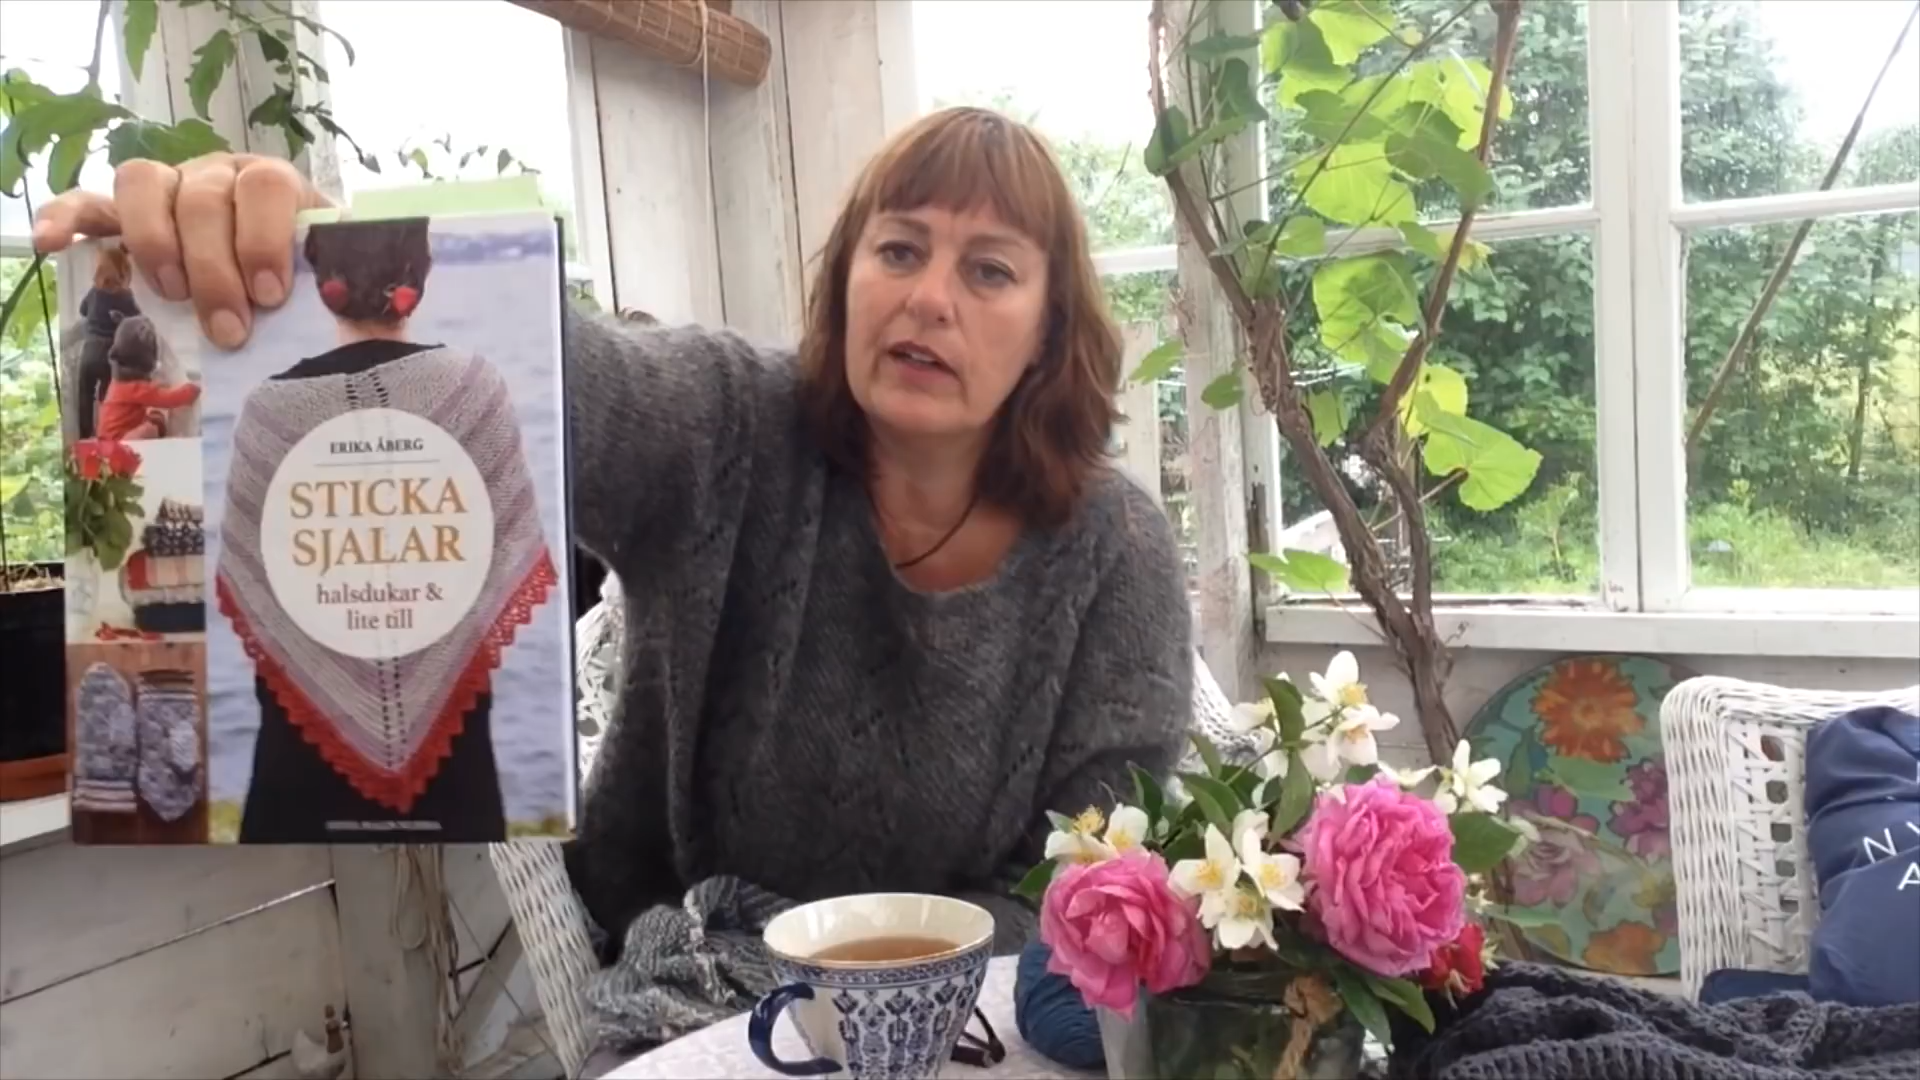 ERIKA ÅBERG
STICKA
SJALAR
halsdukar &
lite till